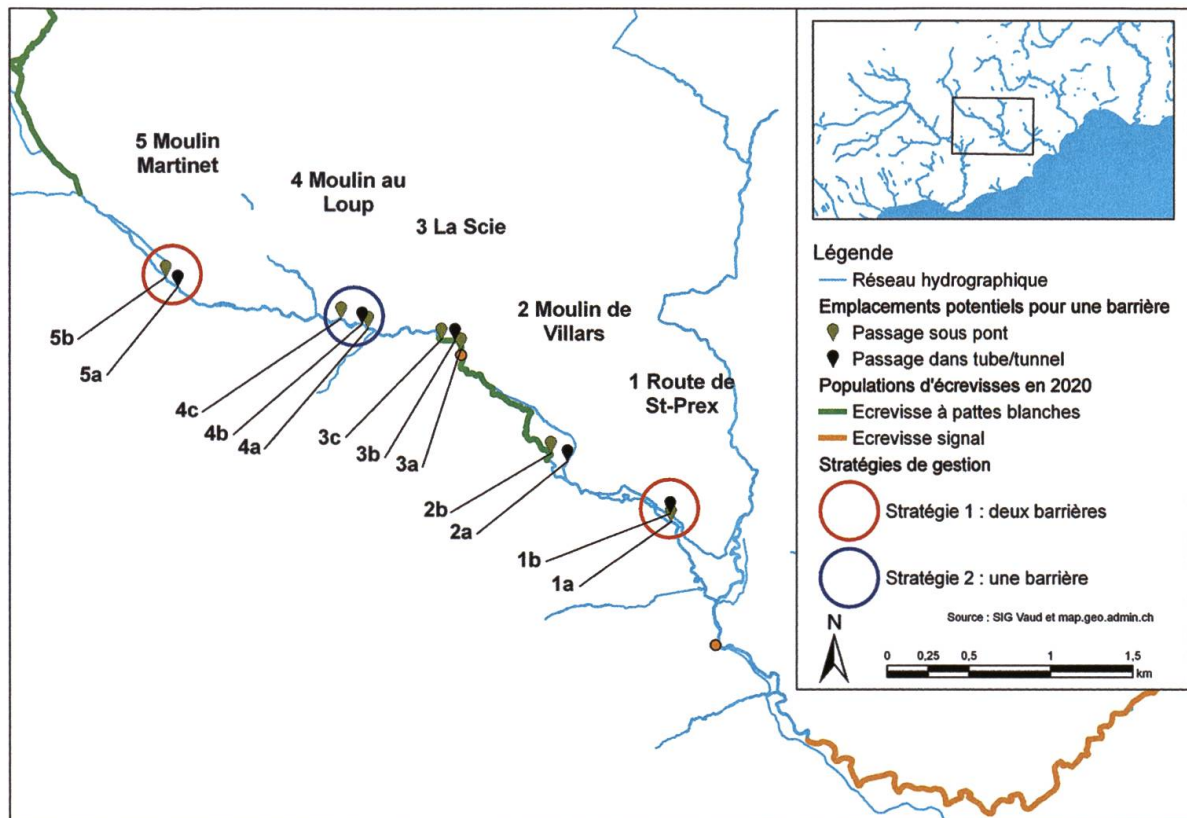 5 Moulin
Martinet
4 Moulin au
Loup
3 La Scie
2 Moulin de
Villars
1 Route de
St-Prex
5b
5a
4c
4b
4a
3c
3b
3a
2b
2a
1b
1a
Légende
Réseau hydrographique
Emplacements potentiels pour une barrière
Passage sous pont
Passage dans tube/tunnel
Populations d'écrevisses en 2020
Ecrevisse à pattes blanches
Ecrevisse signal
Stratégies de gestion
Stratégie 1 : deux barrières
Stratégie 2 : une barrière
Source : SIG Vaud et map.geo.admin.ch
N
0 0,25 0,5 1 1,5
km